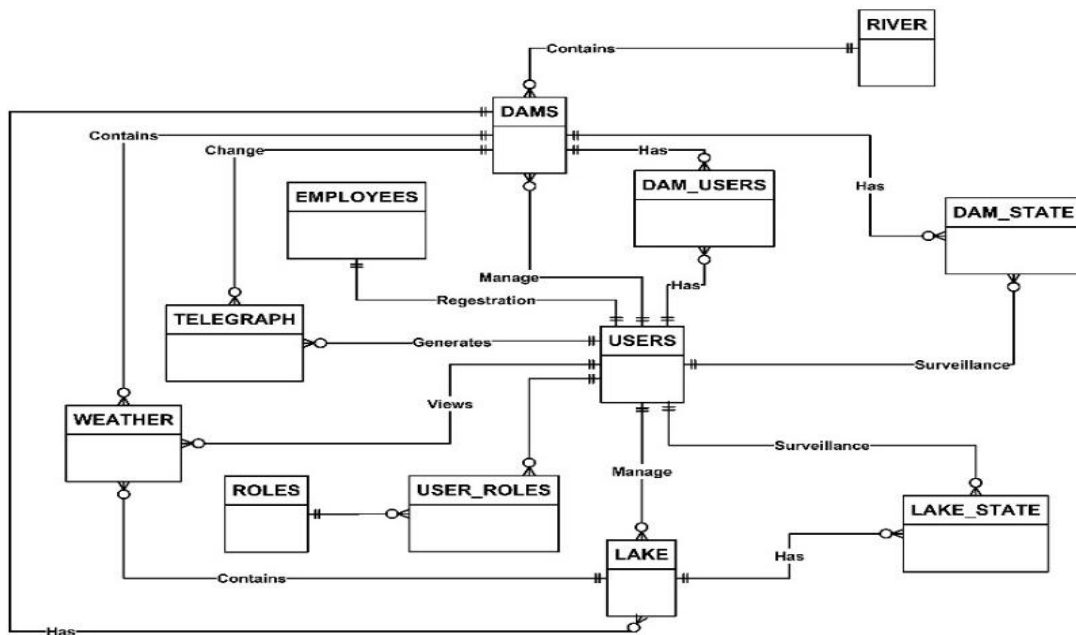 RIVER
Contains
DAMS
Contains
Change
Has
DAM_USERS
EMPLOYEES
Has
DAM_STATE
Manage
Has
Regestration
TELEGRAPH
Generates
USERS
Surveillance
Views
WEATHER
Surveillance
Manage
ROLES
USER_ROLES
LAKE_STATE
LAKE
Has
Contains
Has